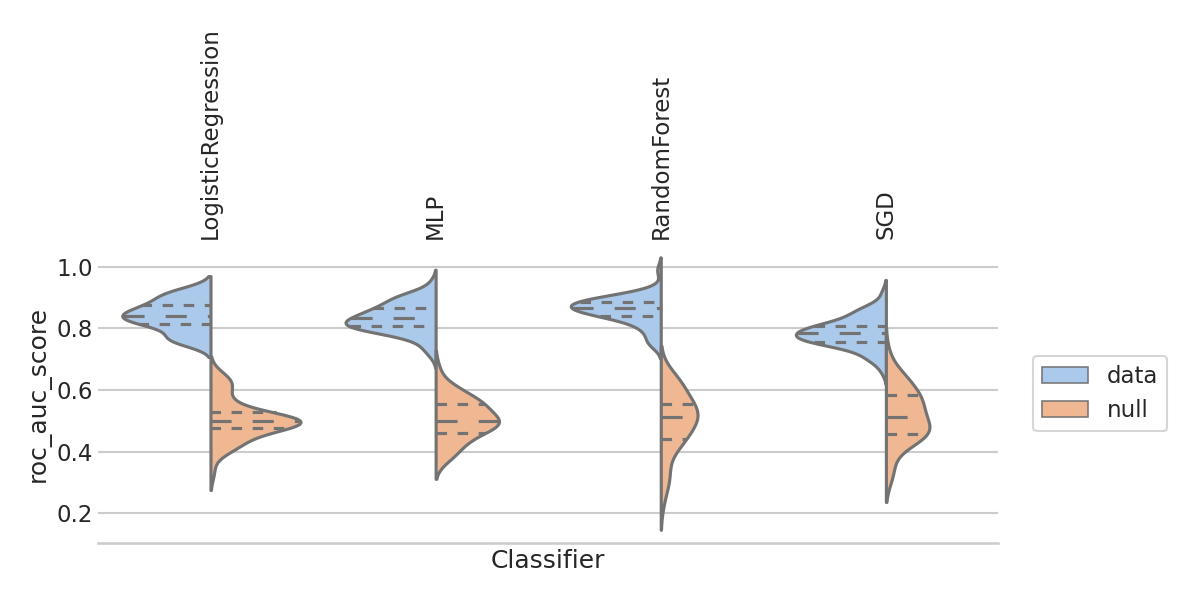 LogisticRegression
MLP
RandomForest
SGD
roc_auc_score
1.0
0.8
0.6
0.4
0.2
Classifier
data
null